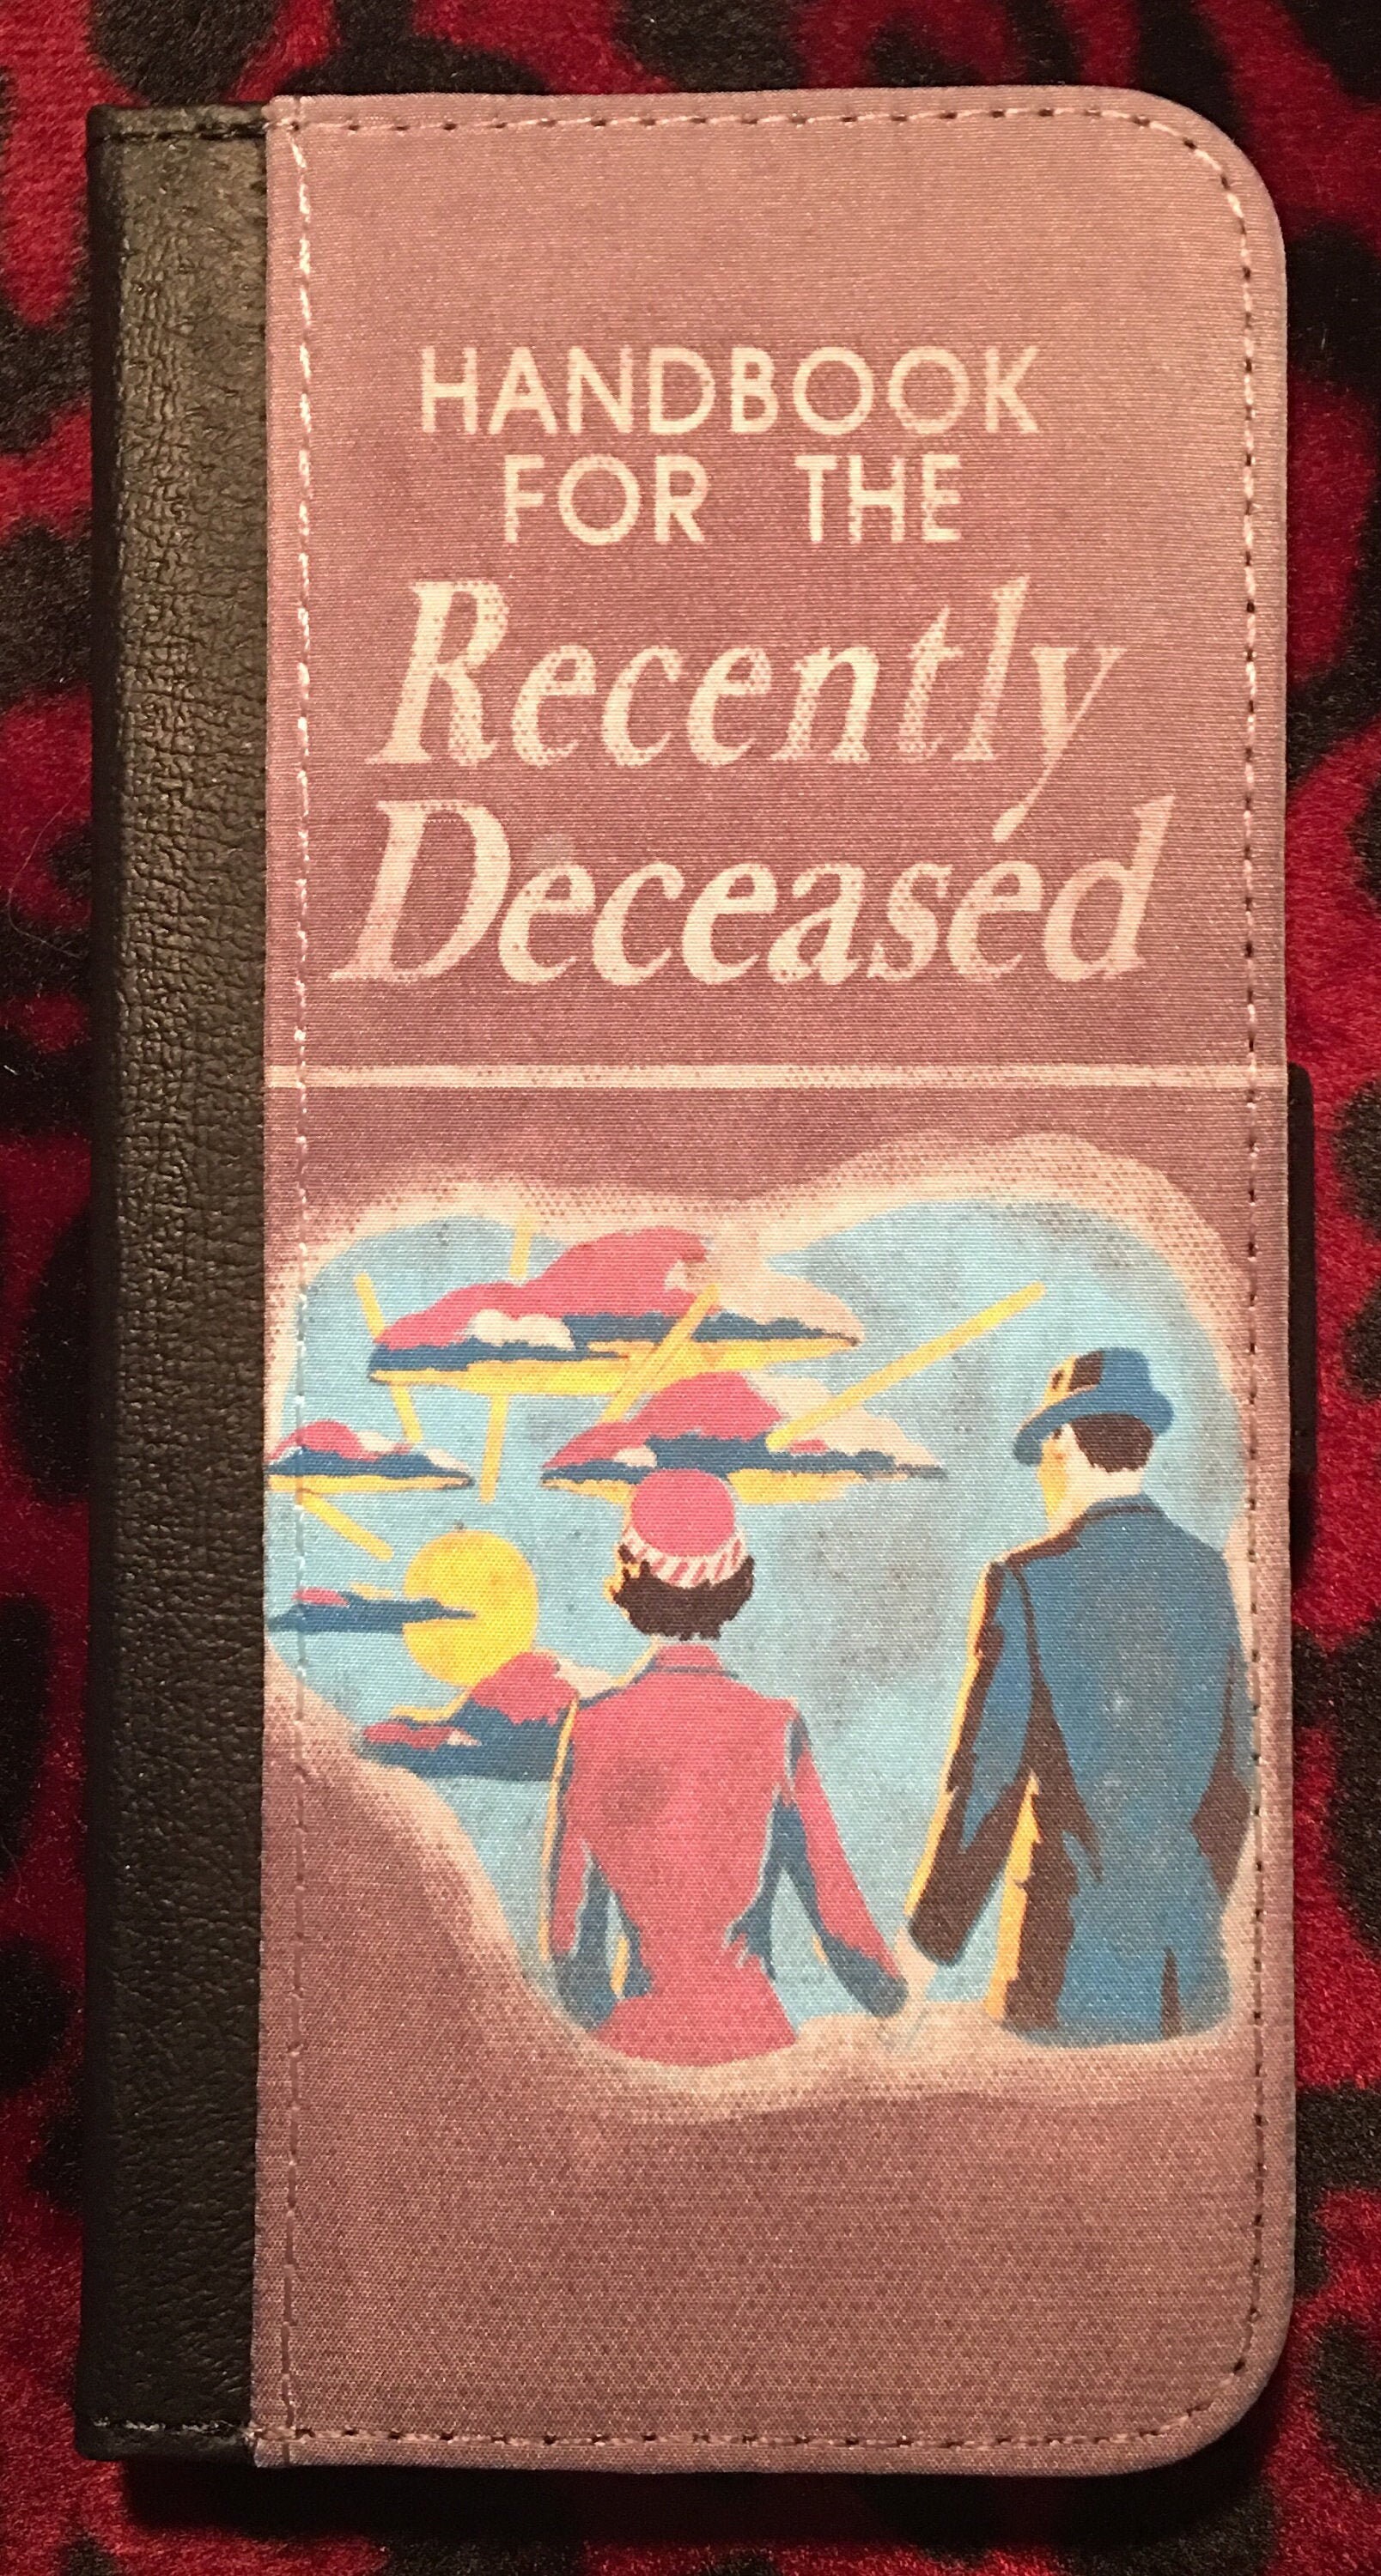 HANDBOOK
FOR THE
Recently
Deceased